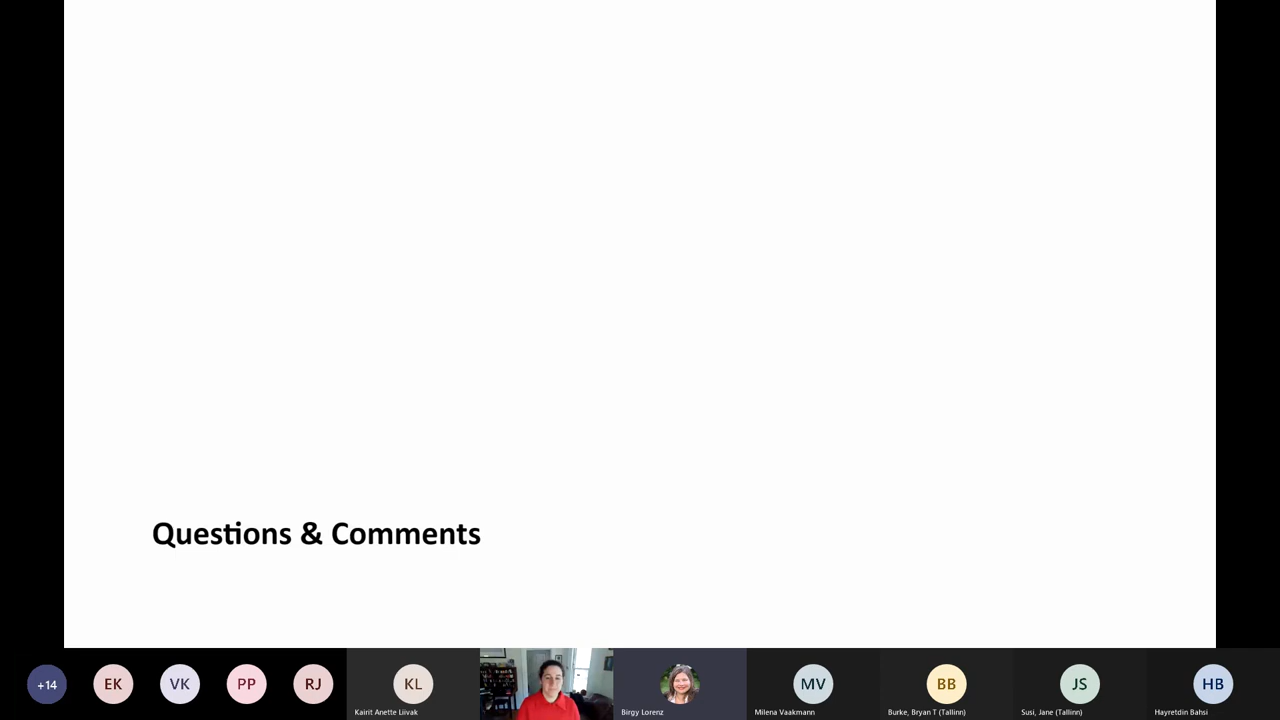 Questions & Comments
+14
EK
VK
PP
RJ
KL
Kairit Anette Liivak
Birgy Lorenz
MV
Milena Vaakmann
BB
Burke, Bryan T (Tallinn)
JS
Susi, Jane (Tallinn)
HB
Hayretdin Bahsi